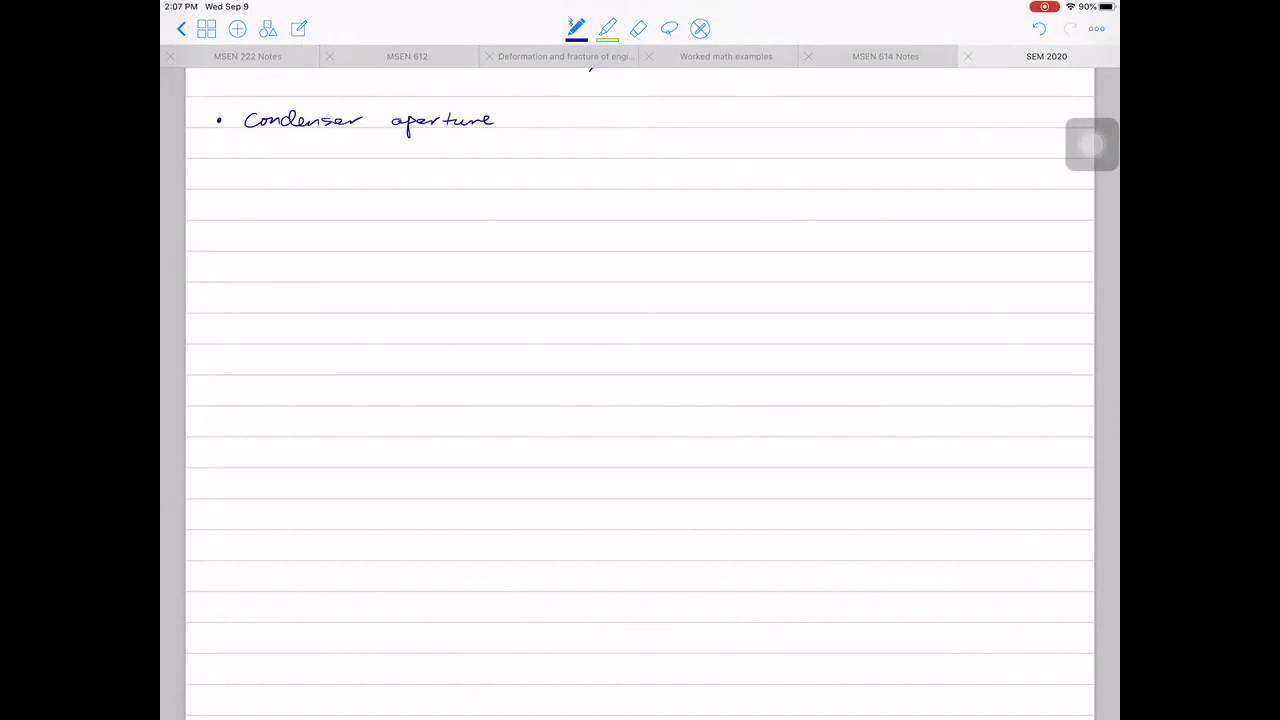 2:07 PM Wed Sep 9 90%
MSEN 222 Notes MSEN 612 Deformation and fracture of engi... Worked math examples MSEN 614 Notes SEM 2020
• Condenser aperture